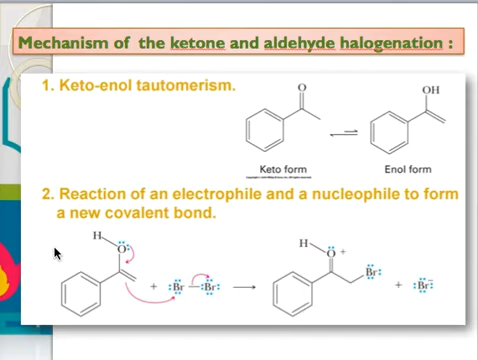 Mechanism of the ketone and aldehyde halogenation :
1. Keto-enol tautomerism.
O
OH
Keto form
Enol form
2. Reaction of an electrophile and a nucleophile to form
a new covalent bond.
H
O
+ :Br — Br:
H
O +
Br:
+ :Br: −